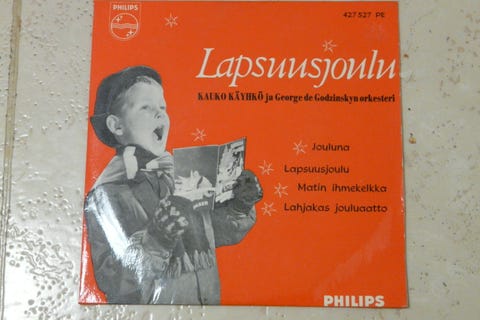 PHILIPS
427 527 PE
Lapsuusjoulu
KAUKO KÄYHKÖ ja George de Godzinskyn orkesteri
Jouluna
Lapsuusjoulu
Matin ihmekelkka
Lahjakas jouluaatto
PHILIPS